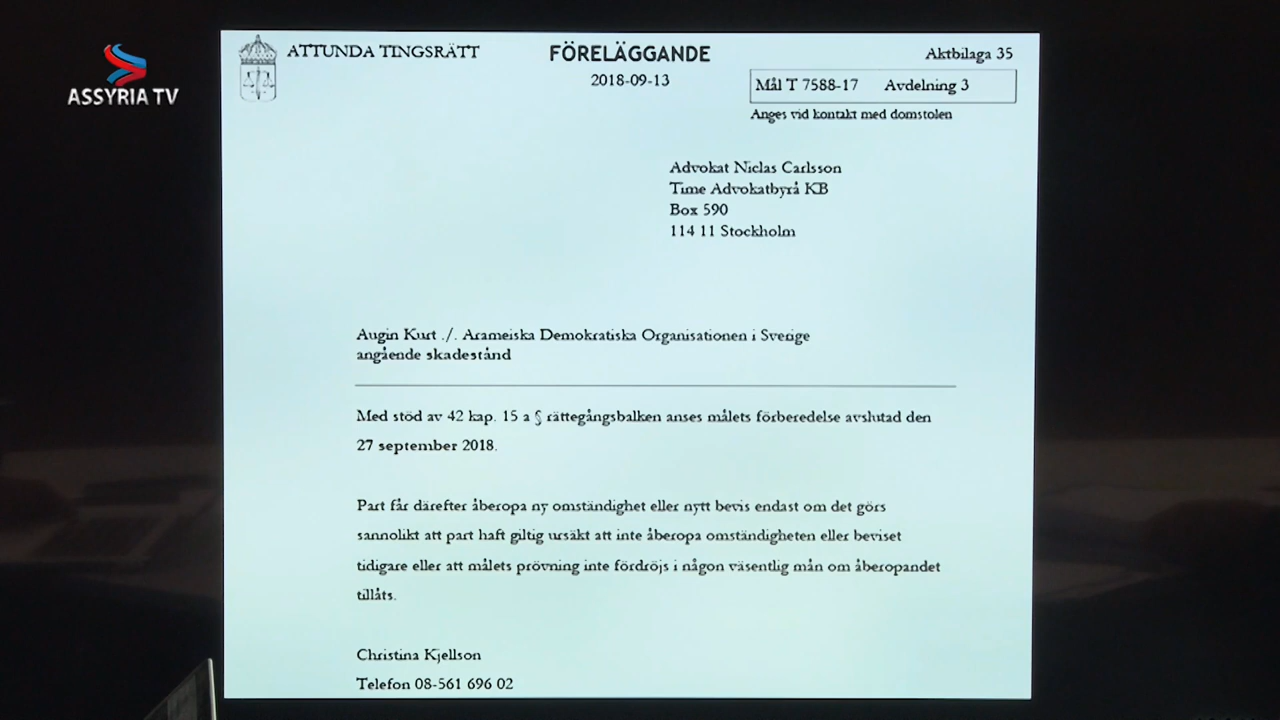 ASSYRIA TV
ATTUNDA TINGSRÄTT
FÖRELÄGGANDE
2018-09-13
Aktbilaga 35
Mål T 7588-17 Avdelning 3
Anges vid kontakt med domstolen
Advokat Niclas Carlsson
Time Advokatbyrå KB
Box 590
114 11 Stockholm
Augin Kurt ./. Arameiska Demokratiska Organisationen i Sverige
angående skadestånd
Med stöd av 42 kap. 15 a § rättegångsbalken anses målets förberedelse avslutad den
27 september 2018.
Part får därefter åberopa ny omständighet eller nytt bevis endast om det görs
sannolikt att part haft giltig ursäkt att inte åberopa omständigheten eller beviset
tidigare eller att målets prövning inte fördröjs i någon väsentlig mån om åberopandet
tillåts.
Christina Kjellson
Telefon 08-561 696 02